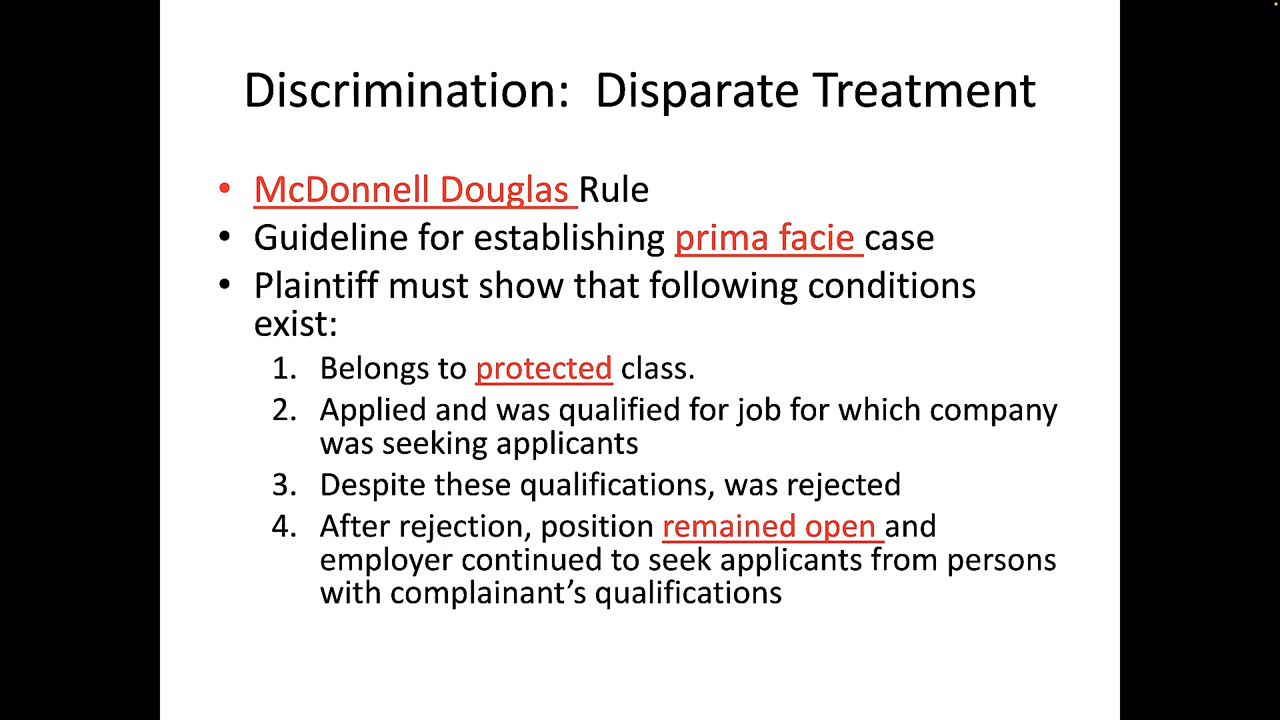 Discrimination:  Disparate Treatment
• McDonnell Douglas Rule
• Guideline for establishing prima facie case
• Plaintiff must show that following conditions
exist:
1. Belongs to protected class.
2. Applied and was qualified for job for which company
was seeking applicants
3. Despite these qualifications, was rejected
4. After rejection, position remained open and
employer continued to seek applicants from persons
with complainant’s qualifications